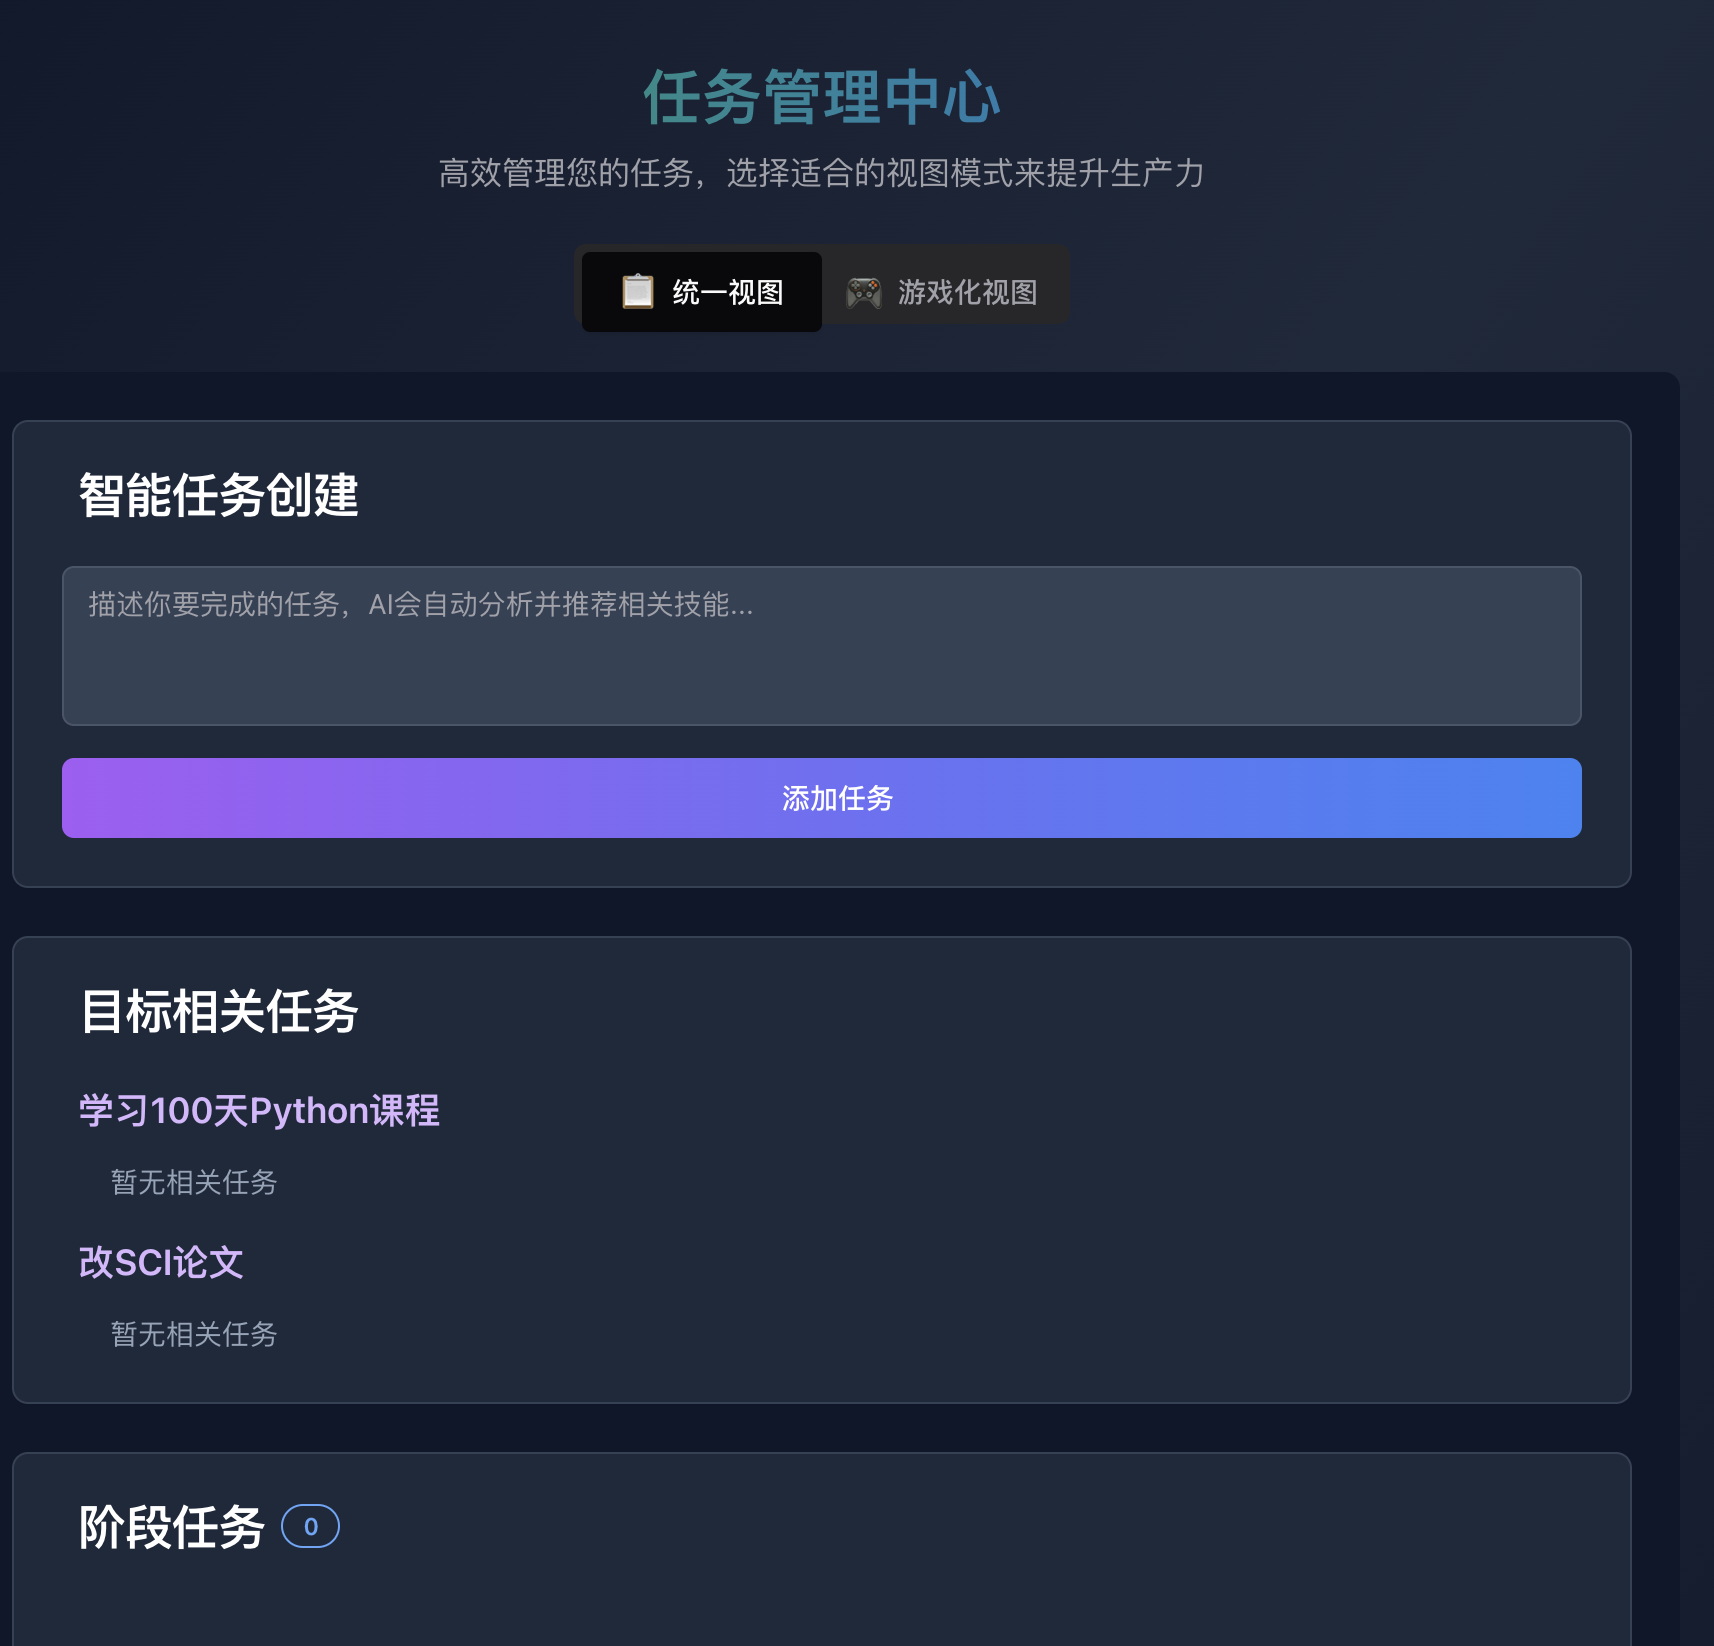 任务管理中心
高效管理您的任务，选择适合的视图模式来提升生产力
统一视图
游戏化视图
智能任务创建
描述你要完成的任务，AI会自动分析并推荐相关技能...
添加任务
目标相关任务
学习100天Python课程
暂无相关任务
改SCI论文
暂无相关任务
阶段任务 0